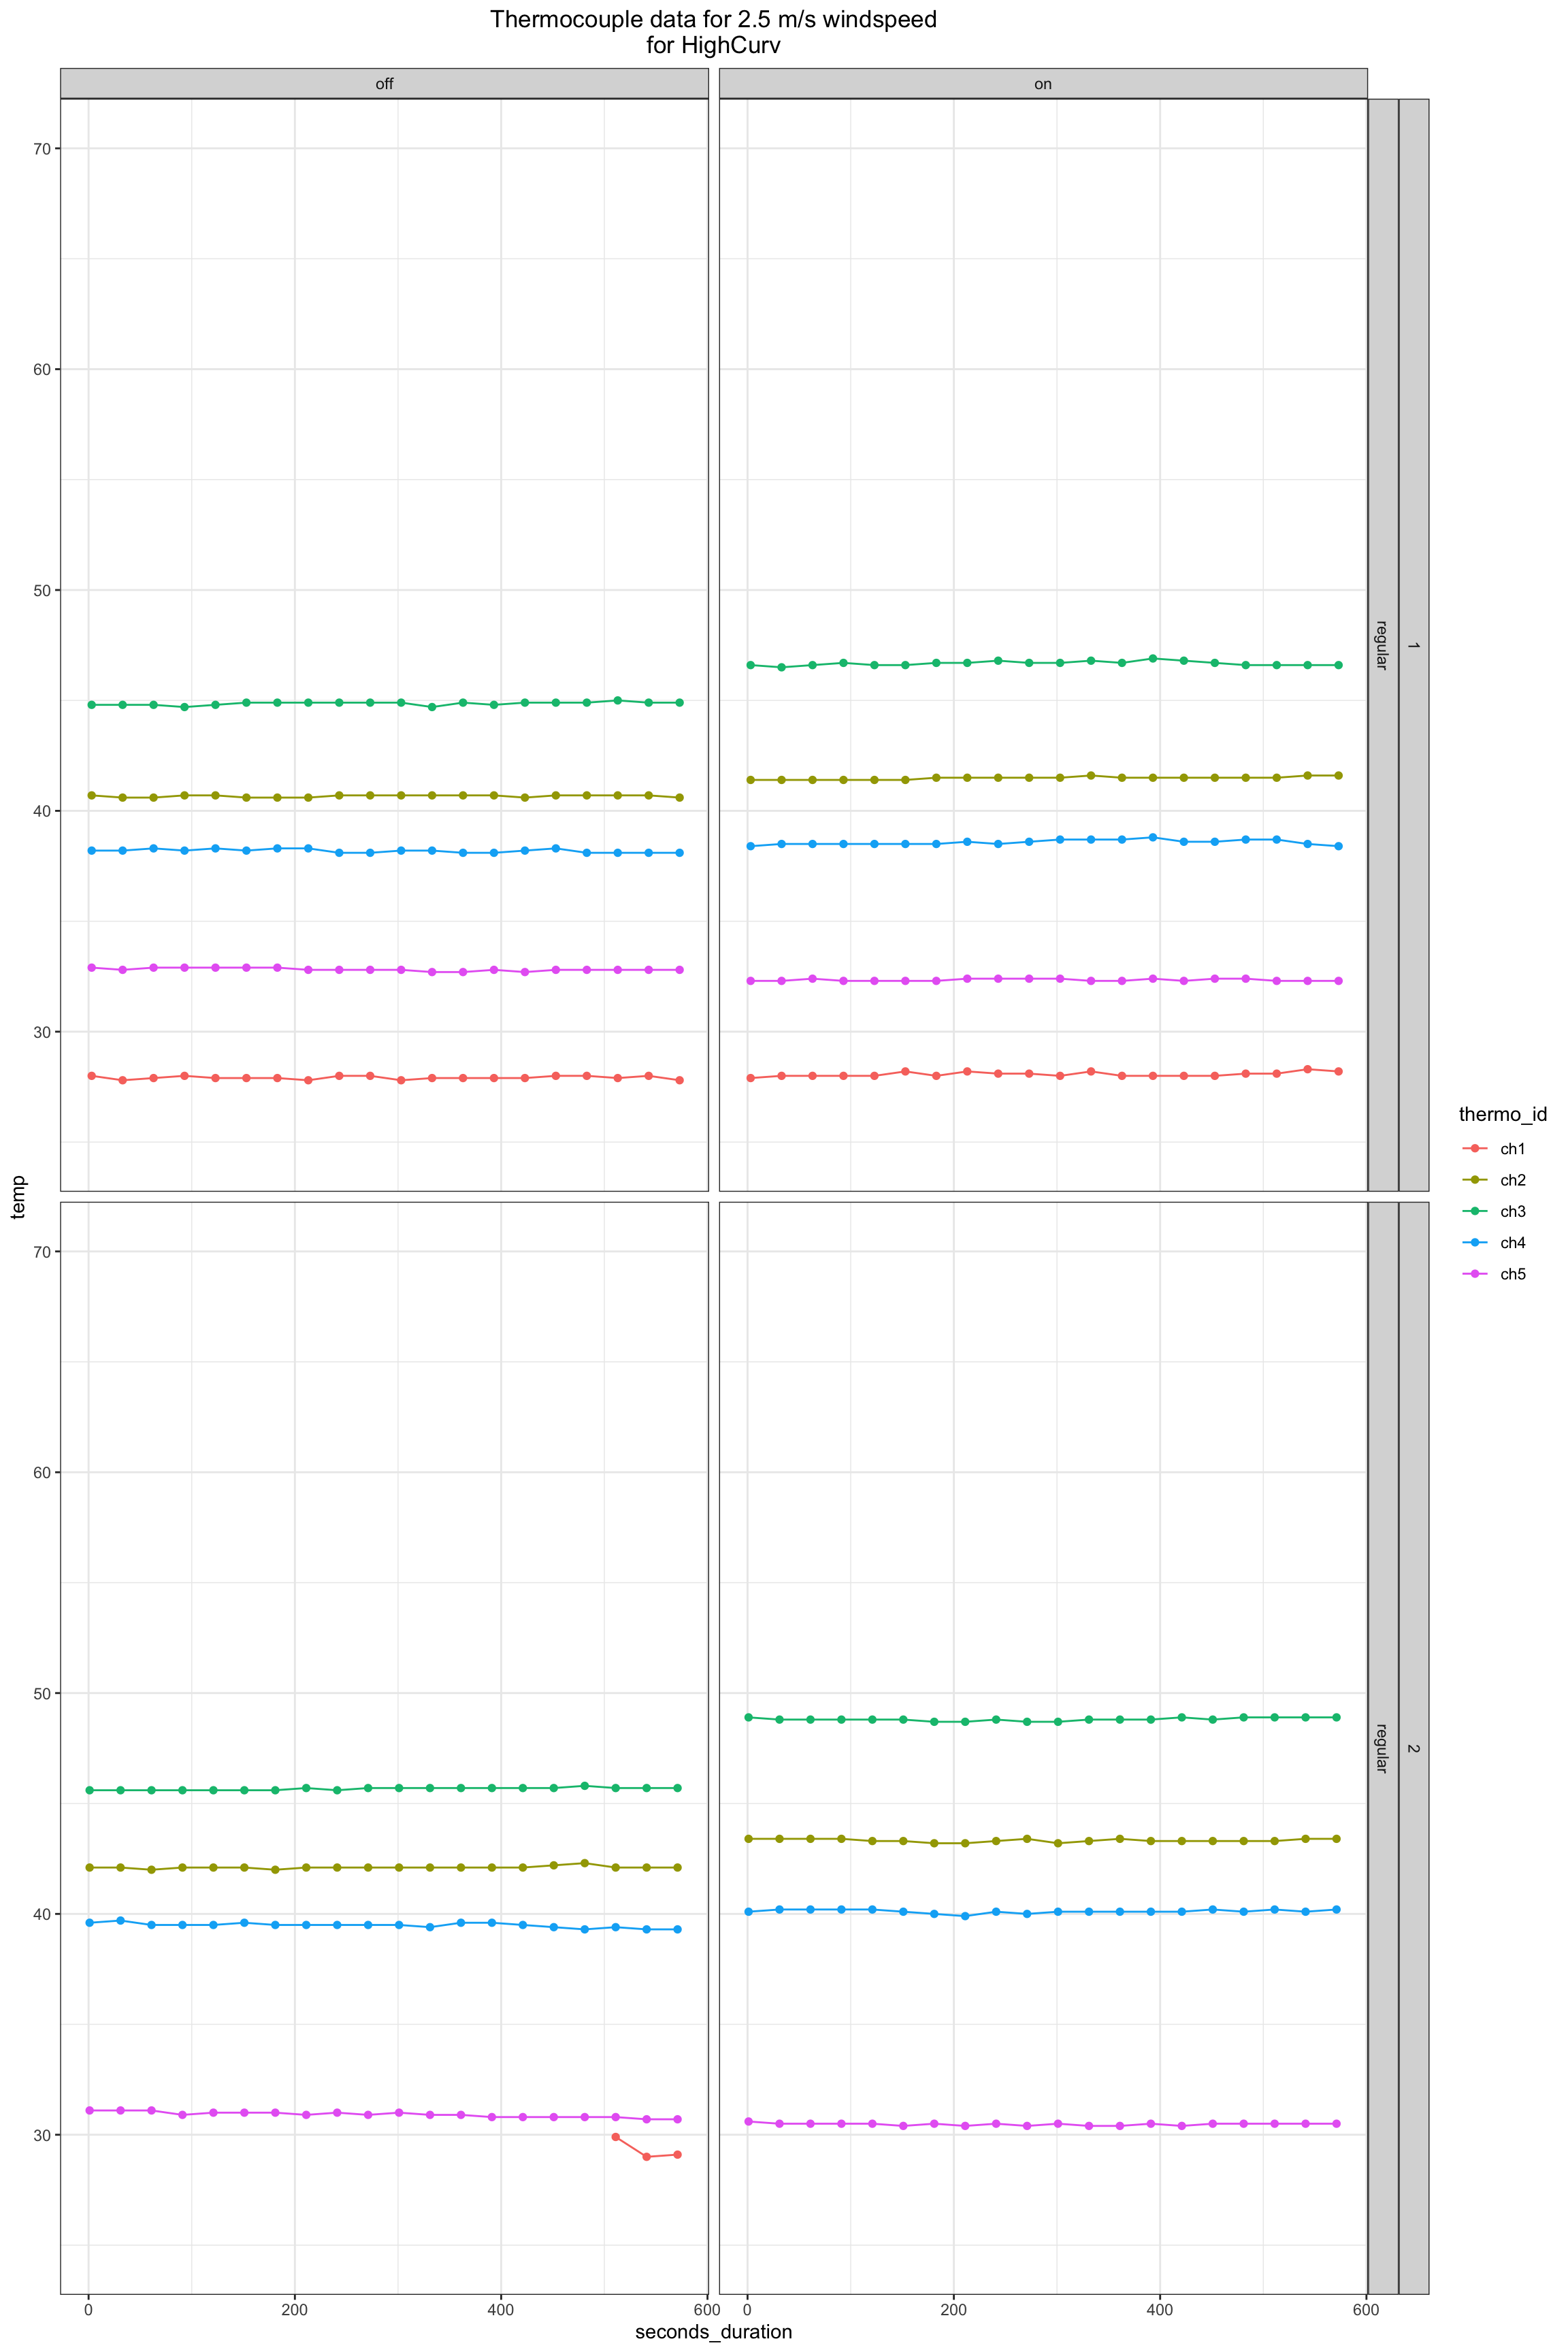 Thermocouple data for 2.5 m/s windspeed
for HighCurv
off
on
70
60
50
40
30
regular
1
temp
70
60
50
40
30
regular
2
0
200
400
600
0
200
400
600
seconds_duration
thermo_id
ch1
ch2
ch3
ch4
ch5